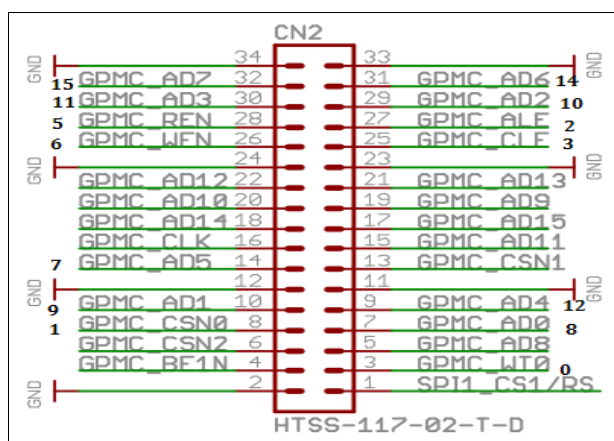 CN2
GND 34 33 GND
15 GPMC_AD7 32 31 GPMC_AD6 14
11 GPMC_AD3 30 29 GPMC_AD2 10
5 GPMC_REN 28 27 GPMC_ALE 2
6 GPMC_WEN 26 25 GPMC_CLE 3
GND 24 23 GND
GPMC_AD12 22 21 GPMC_AD13
GPMC_AD10 20 19 GPMC_AD9
GPMC_AD14 18 17 GPMC_AD15
GPMC_CLK 16 15 GPMC_AD11
7 GPMC_AD5 14 13 GPMC_CSN1
GND 12 11 GND
9 GPMC_AD1 10 9 GPMC_AD4 12
1 GPMC_CSN0 8 7 GPMC_AD0 8
GPMC_CSN2 6 5 GPMC_AD8
GPMC_BE1N 4 3 GPMC_WT0 0
GND 2 1 SPI1_CS1/RS
HTSS-117-02-T-D